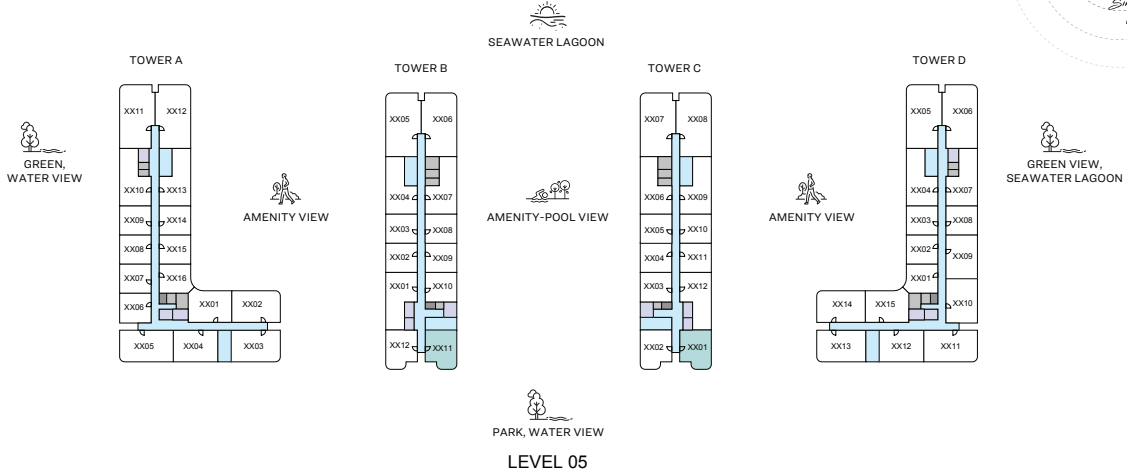 SEAWATER LAGOON
TOWER A
TOWER B
TOWER C
TOWER D
GREEN,
WATER VIEW
AMENITY VIEW
AMENITY-POOL VIEW
AMENITY VIEW
GREEN VIEW,
SEAWATER LAGOON
XX11 XX12
XX10 XX13
XX09 XX14
XX08 XX15
XX07 XX16
XX06 XX01 XX02
XX05 XX04 XX03
XX05 XX06
XX04 XX07
XX03 XX08
XX02 XX09
XX01 XX10
XX12 XX11
XX07 XX08
XX06 XX09
XX05 XX10
XX04 XX11
XX03 XX12
XX02 XX01
XX05 XX06
XX04 XX07
XX03 XX08
XX02 XX09
XX01
XX14 XX15 XX10
XX13 XX12 XX11
PARK, WATER VIEW
LEVEL 05